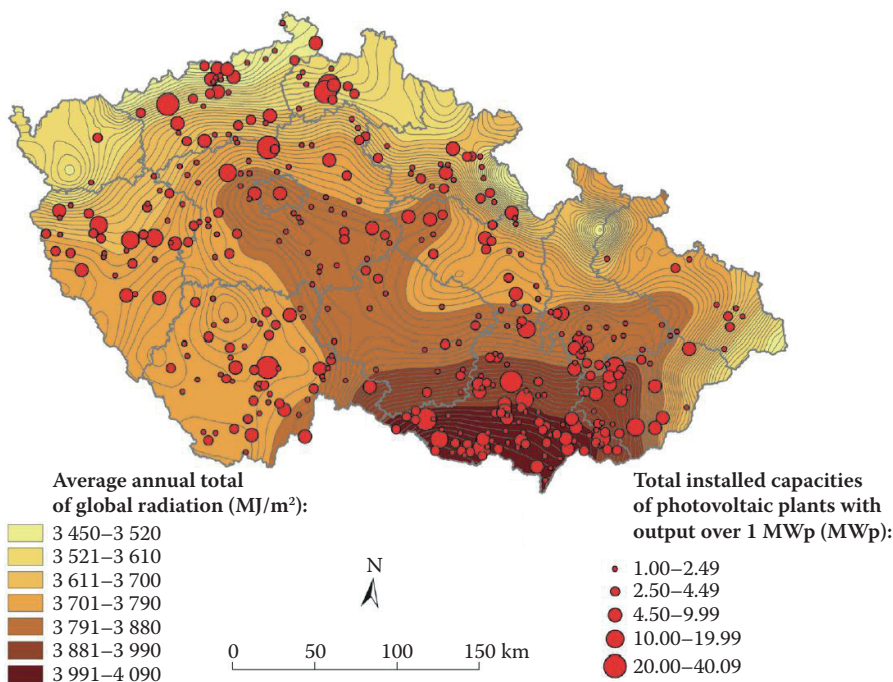 Average annual total
of global radiation (MJ/m²):
3 450–3 520
3 521–3 610
3 611–3 700
3 701–3 790
3 791–3 880
3 881–3 990
3 991–4 090
N
0 50 100 150 km
Total installed capacities
of photovoltaic plants with
output over 1 MWp (MWp):
1.00–2.49
2.50–4.49
4.50–9.99
10.00–19.99
20.00–40.09